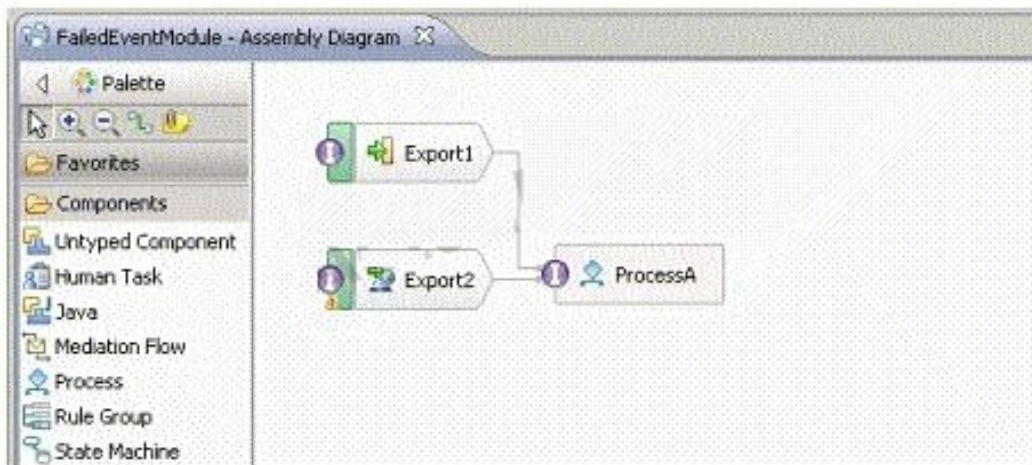 FailedEventModule - Assembly Diagram
Palette
Favorites
Components
Untyped Component
Human Task
Java
Mediation Flow
Process
Rule Group
State Machine
Export1
Export2
ProcessA